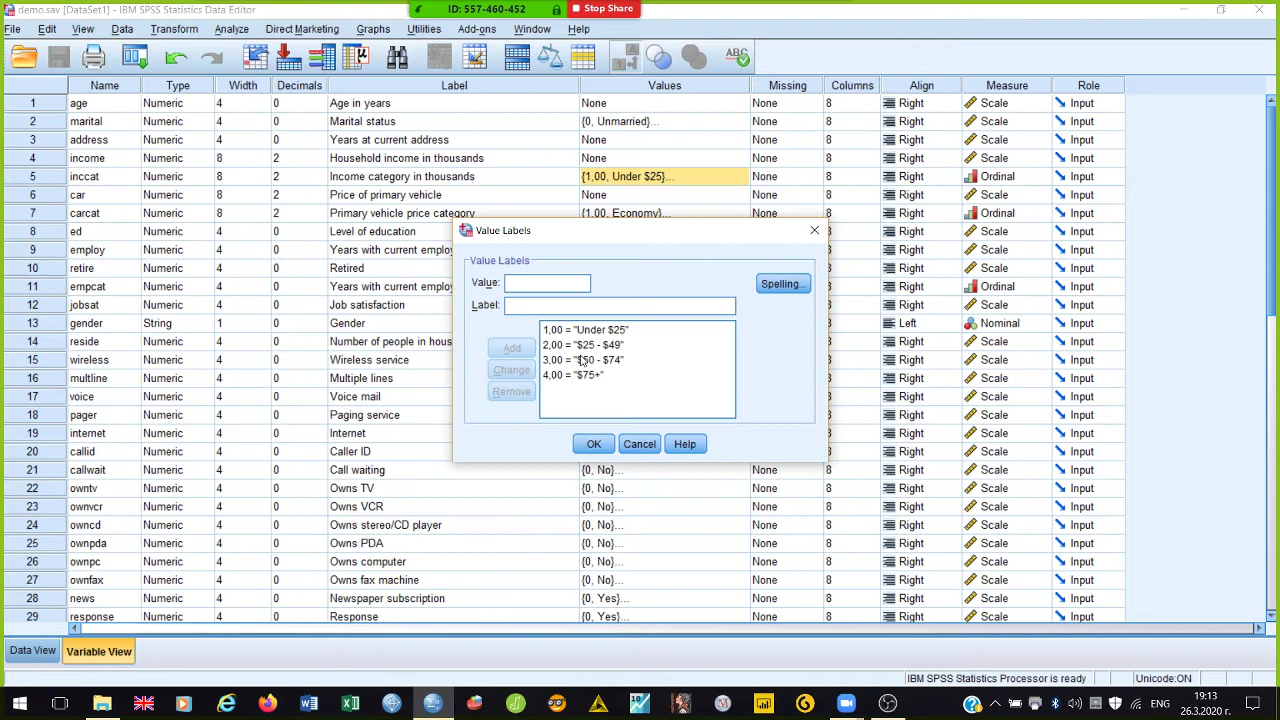 demo.sav [DataSet1] - IBM SPSS Statistics Data Editor
ID: 557-460-452 Stop Share
File Edit View Data Transform Analyze Direct Marketing Graphs Utilities Add-ons Window Help
Name Type Width Decimals Label Values Missing Columns Align Measure Role
1 age Numeric 4 0 Age in years None None 8 Right Scale Input
2 marital Numeric 4 0 Marital status {0, Unmarried}... None 8 Right Scale Input
3 address Numeric 4 0 Years at current address None None 8 Right Scale Input
4 income Numeric 8 2 Household income in thousands None None 8 Right Scale Input
5 inccat Numeric 8 2 Income category in thousands {1,00, Under $25}... None 8 Right Ordinal Input
6 car Numeric 8 2 Price of primary vehicle None None 8 Right Scale Input
7 carcat Numeric 8 2 Primary vehicle price category {1,00, Economy}... None 8 Right Ordinal Input
8 ed Numeric 4 0 Level of education Right Scale Input
9 employ Numeric 4 0 Years with current employ Right Scale Input
10 retire Numeric 4 0 Retired Right Scale Input
11 empcat Numeric 4 0 Years with current employ Right Ordinal Input
12 jobsat Numeric 4 0 Job satisfaction Right Scale Input
13 gender String 1 0 Gender Left Nominal Input
14 reside Numeric 4 0 Number of people in hous Right Scale Input
15 wireless Numeric 4 0 Wireless service Right Scale Input
16 multline Numeric 4 0 Multiple lines Right Scale Input
17 voice Numeric 4 0 Voice mail Right Scale Input
18 pager Numeric 4 0 Paging service Right Scale Input
19 internet Numeric 4 0 Internet Right Scale Input
20 callid Numeric 4 0 Caller ID Right Scale Input
21 callwait Numeric 4 0 Call waiting {0, No}... None 8 Right Scale Input
22 owntv Numeric 4 0 Owns TV {0, No}... None 8 Right Scale Input
23 ownvcr Numeric 4 0 Owns VCR {0, No}... None 8 Right Scale Input
24 owncd Numeric 4 0 Owns stereo/CD player {0, No}... None 8 Right Scale Input
25 ownpda Numeric 4 0 Owns PDA {0, No}... None 8 Right Scale Input
26 ownpc Numeric 4 0 Owns computer {0, No}... None 8 Right Scale Input
27 ownfax Numeric 4 0 Owns fax machine {0, No}... None 8 Right Scale Input
28 news Numeric 4 0 Newspaper subscription {0, Yes}... None 8 Right Scale Input
29 response Numeric 4 0 Response {0, Yes}... None 8 Right Scale Input
Value Labels
Value Labels
Value: Spelling...
Label:
1,00 = "Under $25"
2,00 = "$25 - $49"
3,00 = "$50 - $74"
4,00 = "$75+"
Add
Change
Remove
OK Cancel Help
Data View Variable View
IBM SPSS Statistics Processor is ready Unicode:ON
19:13
26.3.2020 г.